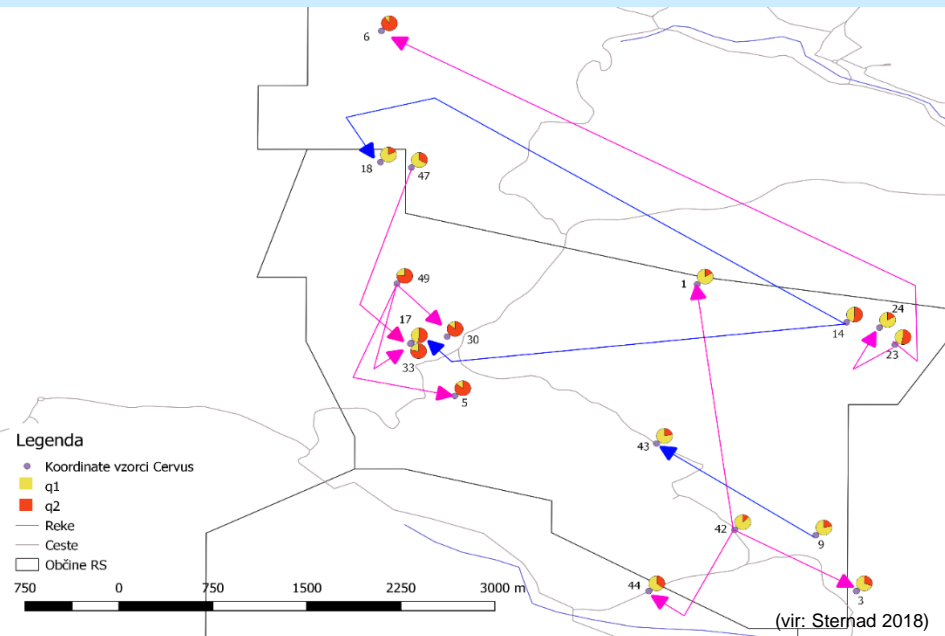 6
18
47
49
1
24
17
14
30
23
33
5
43
Legenda
Koordinate vzorci Cervus
q1
q2
Reke
Ceste
Občine RS
42
9
44
3
750 0 750 1500 2250 3000 m
(vir: Sternad 2018)